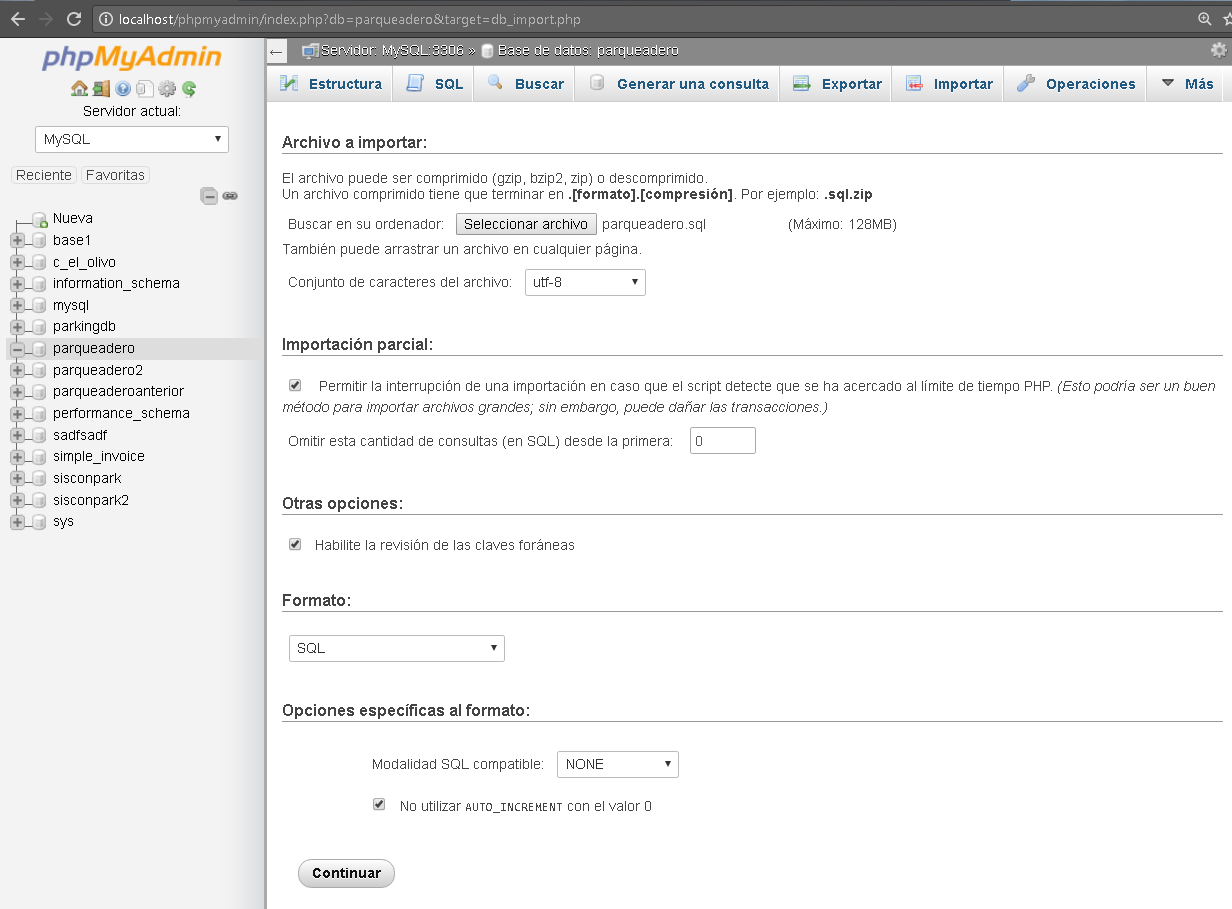 localhost/phpmyadmin/index.php?db=parqueadero&target=db_import.php
phpMyAdmin
Servidor actual:
MySQL
Reciente Favoritas
Nueva
base1
c_el_olivo
information_schema
mysql
parkingdb
parqueadero
parqueadero2
parqueaderoanterior
performance_schema
sadfsadf
simple_invoice
sisconpark
sisconpark2
sys
Servidor: MySQL:3306 » Base de datos: parqueadero
Estructura SQL Buscar Generar una consulta Exportar Importar Operaciones Más
Archivo a importar:
El archivo puede ser comprimido (gzip, bzip2, zip) o descomprimido.
Un archivo comprimido tiene que terminar en .[formato].[compresión]. Por ejemplo: .sql.zip
Buscar en su ordenador: Seleccionar archivo parqueadero.sql (Máximo: 128MB)
También puede arrastrar un archivo en cualquier página.
Conjunto de caracteres del archivo: utf-8
Importación parcial:
Permitir la interrupción de una importación en caso que el script detecte que se ha acercado al límite de tiempo PHP. (Esto podría ser un buen
método para importar archivos grandes; sin embargo, puede dañar las transacciones.)
Omitir esta cantidad de consultas (en SQL) desde la primera: 0
Otras opciones:
Habilite la revisión de las claves foráneas
Formato:
SQL
Opciones específicas al formato:
Modalidad SQL compatible: NONE
No utilizar AUTO_INCREMENT con el valor 0
Continuar